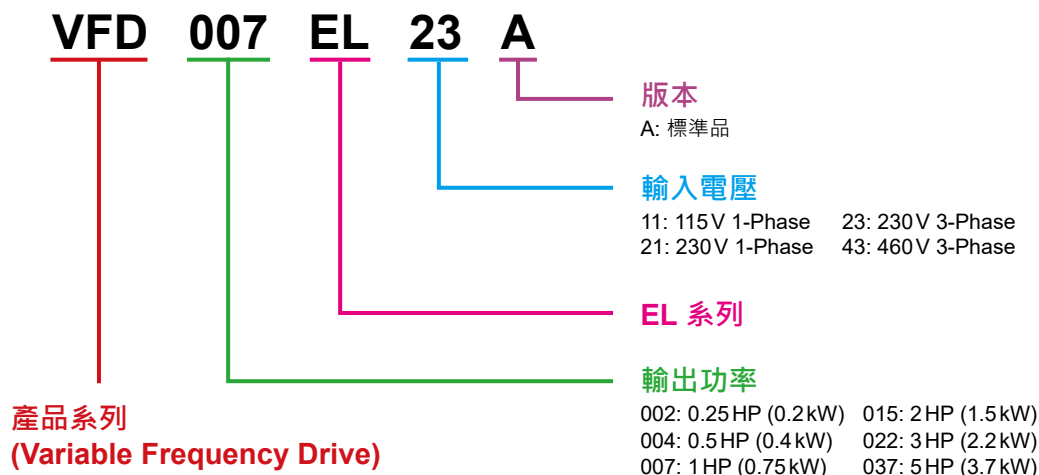 VFD 007 EL 23 A
版本
A: 標準品
輸入電壓
11: 115V 1-Phase 23: 230V 3-Phase
21: 230V 1-Phase 43: 460V 3-Phase
EL 系列
輸出功率
002: 0.25HP (0.2kW) 015: 2HP (1.5kW)
004: 0.5HP (0.4kW) 022: 3HP (2.2kW)
007: 1HP (0.75kW) 037: 5HP (3.7kW)
產品系列
(Variable Frequency Drive)